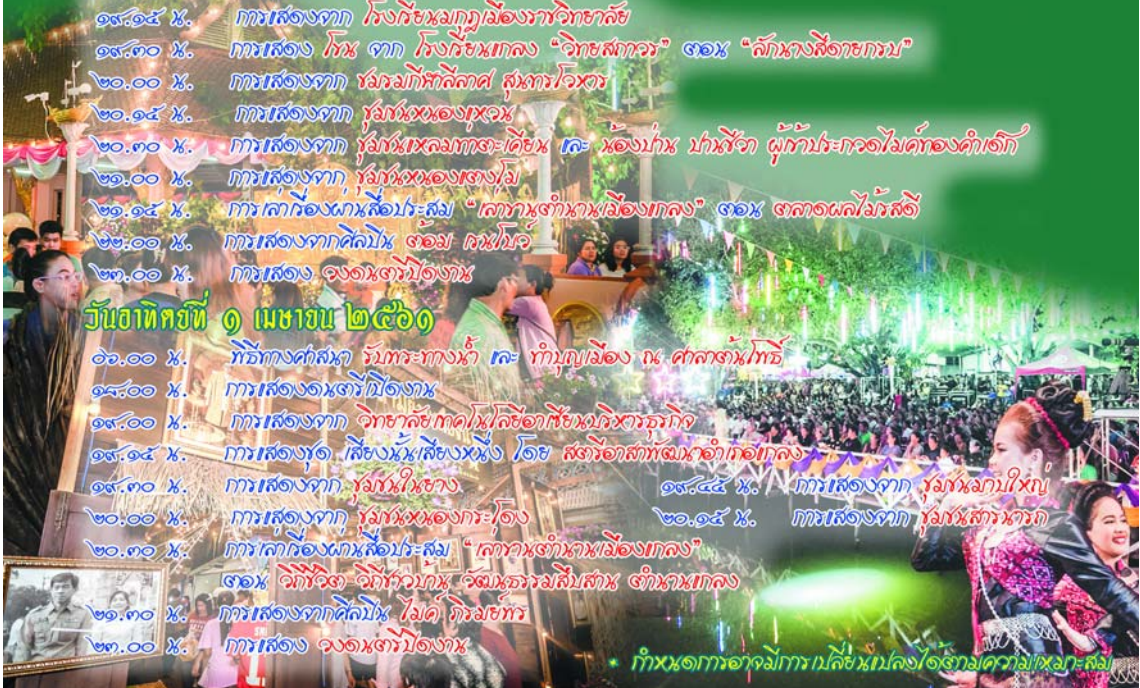 ๑๙.๑๕ น. การแสดงจาก โรงเรียนมกุฎเมืองราชวิทยาลัย
๑๙.๓๐ น. การแสดง โขน จาก โรงเรียนแกลง “วิทยสถาวร” ตอน “ลักนางสีดายกรบ”
๒๐.๐๐ น. การแสดงจาก ชมรมกีฬาลีลาศ สุนทรโวหาร
๒๐.๑๕ น. การแสดงจาก ชุมชนหนองแหวน
๒๐.๓๐ น. การแสดงจาก ชุมชนแหลมท่าตะเคียน และ น้องปาน ปานชีวา ผู้เข้าประกวดไมค์ทองคำเด็ก
๒๑.๐๐ น. การแสดงจาก ชุมชนหนองแตงโม
๒๑.๑๕ น. การเล่าเรื่องผ่านสื่อประสม “เล่าขานตำนานเมืองแกลง” ตอน ตลาดผลไม้รสดี
๒๒.๐๐ น. การแสดงจากศิลปิน ต้อม เรนโบว์
๒๓.๐๐ น. การแสดง วงดนตรีปิดงาน
วันอาทิตย์ที่ ๑ เมษายน ๒๕๖๑
๐๖.๐๐ น. พิธีทางศาสนา รับพระทางน้ำ และ ทำบุญเมือง ณ ศาลาต้นโพธิ์
๑๘.๐๐ น. การแสดงดนตรีเปิดงาน
๑๙.๐๐ น. การแสดงจาก วิทยาลัยเทคโนโลยีอาเซียนบริหารธุรกิจ
๑๙.๑๕ น. การแสดงชุด เสียงนั้นเสียงหนึ่ง โดย สตรีอาสาพัฒนาอำเภอแกลง
๑๙.๓๐ น. การแสดงจาก ชุมชนในยาง ๑๙.๔๕ น. การแสดงจาก ชุมชนมาบใหญ่
๒๐.๐๐ น. การแสดงจาก ชุมชนหนองกระโดง ๒๐.๑๕ น. การแสดงจาก ชุมชนสารนารถ
๒๐.๓๐ น. การเล่าเรื่องผ่านสื่อประสม “เล่าขานตำนานเมืองแกลง”
ตอน วิถีชีวิต วิถีชาวบ้าน วัฒนธรรมสืบสาน ตำนานแกลง
๒๑.๓๐ น. การแสดงจากศิลปิน ไมค์ ภิรมย์พร
๒๓.๐๐ น. การแสดง วงดนตรีปิดงาน
* กำหนดการอาจมีการเปลี่ยนแปลงได้ตามความเหมาะสม